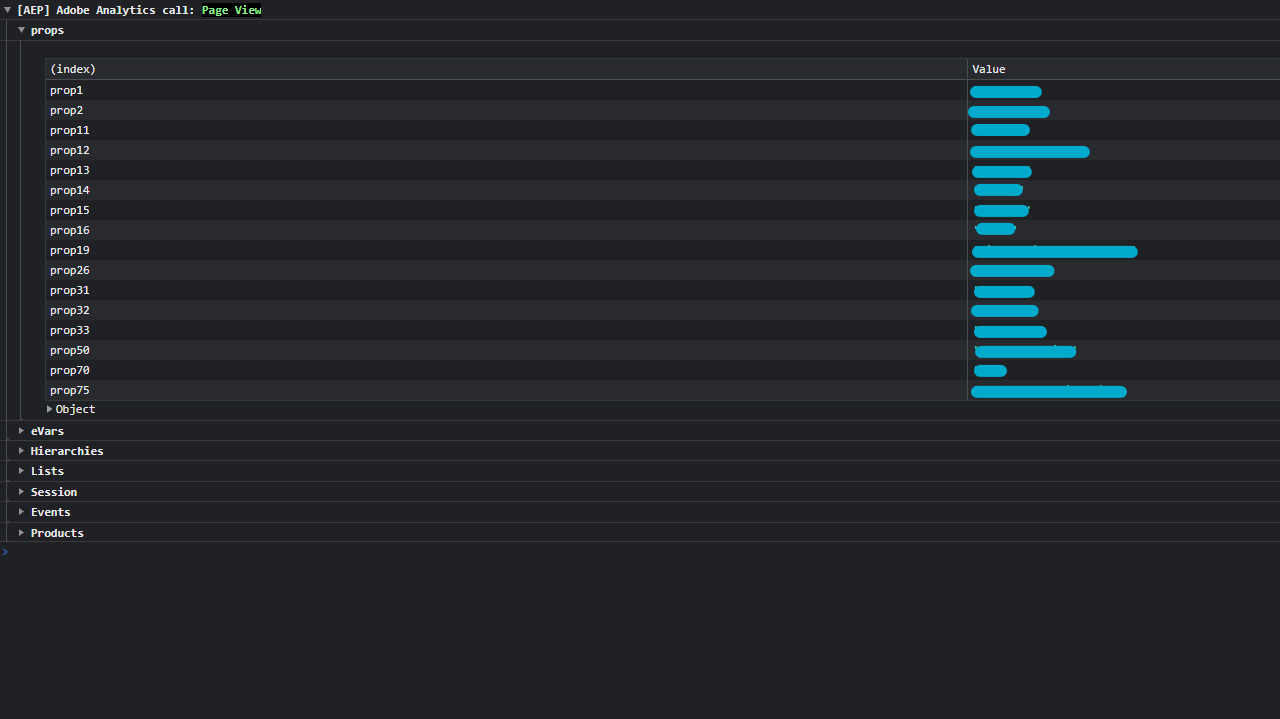 [AEP] Adobe Analytics call: Page View
props
(index) Value
prop1
prop2
prop11
prop12
prop13
prop14
prop15
prop16
prop19
prop26
prop31
prop32
prop33
prop50
prop70
prop75
Object
eVars
Hierarchies
Lists
Session
Events
Products